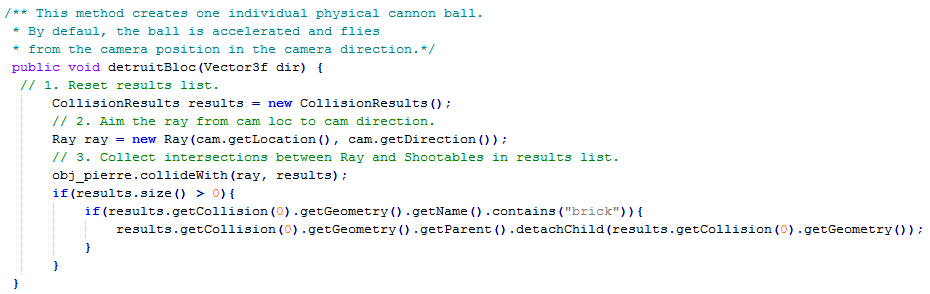 /** This method creates one individual physical cannon ball.
* By defaul, the ball is accelerated and flies
* from the camera position in the camera direction.*/
public void detruitBloc(Vector3f dir) {
// 1. Reset results list.
CollisionResults results = new CollisionResults();
// 2. Aim the ray from cam loc to cam direction.
Ray ray = new Ray(cam.getLocation(), cam.getDirection());
// 3. Collect intersections between Ray and Shootables in results list.
obj_pierre.collideWith(ray, results);
if(results.size() > 0){
if(results.getCollision(0).getGeometry().getName().contains("brick")){
results.getCollision(0).getGeometry().getParent().detachChild(results.getCollision(0).getGeometry());
}
}
}